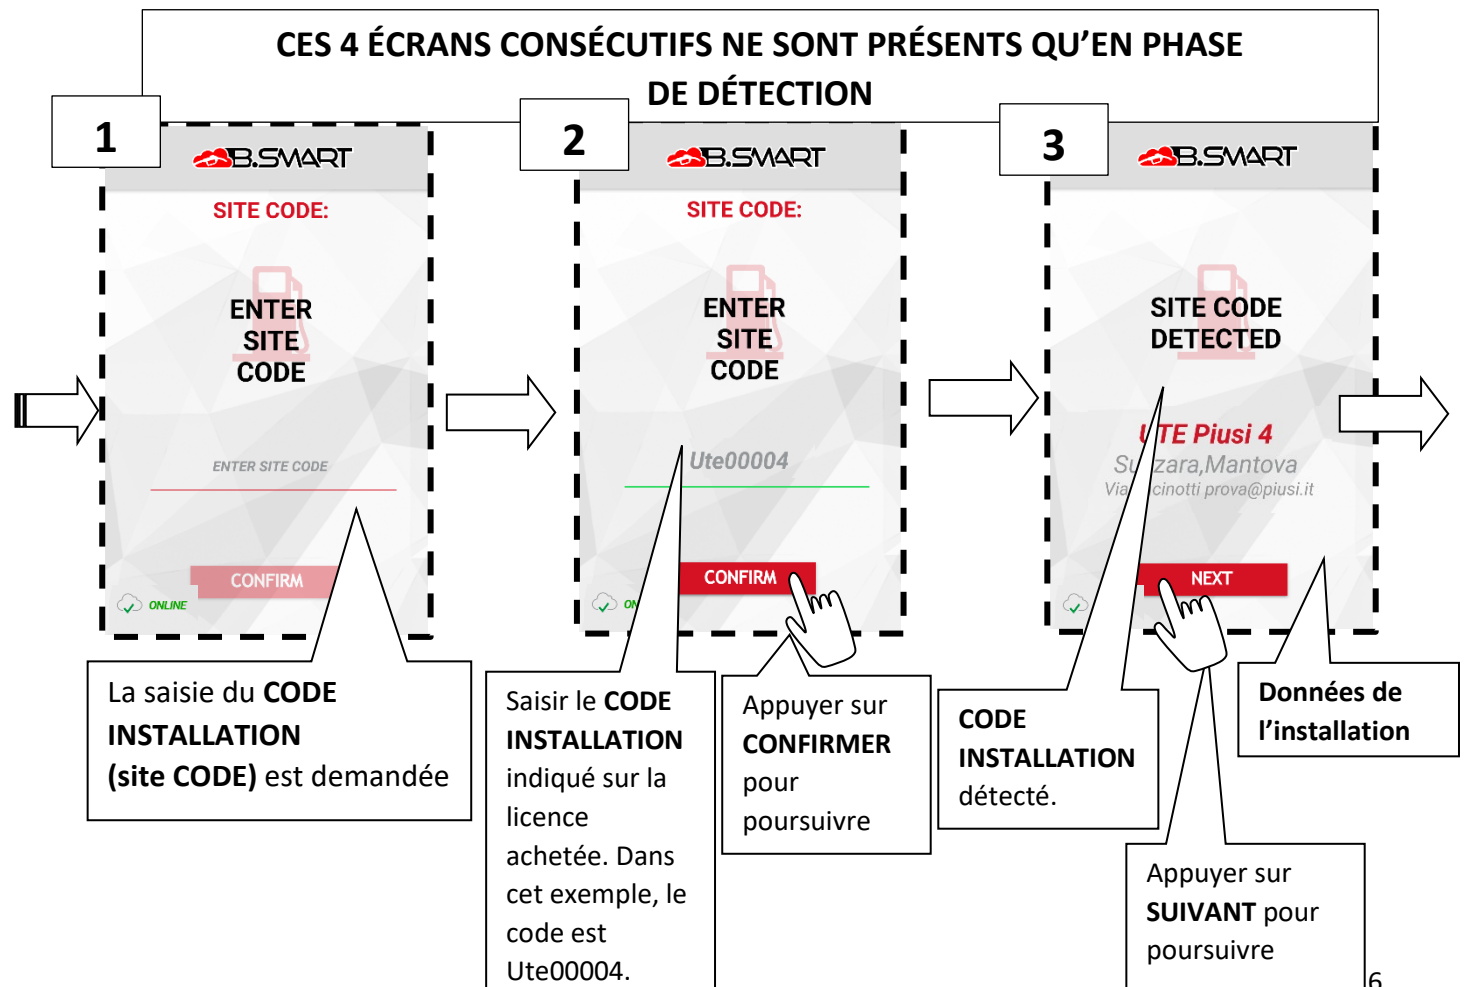 CES 4 ÉCRANS CONSÉCUTIFS NE SONT PRÉSENTS QU’EN PHASE
DE DÉTECTION
1
B.SMART
SITE CODE:
ENTER
SITE
CODE
ENTER SITE CODE
CONFIRM
ONLINE
La saisie du CODE
INSTALLATION
(site CODE) est demandée
2
B.SMART
SITE CODE:
ENTER
SITE
CODE
Ute00004
CONFIRM
Saisir le CODE
INSTALLATION
indiqué sur la
licence
achetée. Dans
cet exemple, le
code est
Ute00004.
Appuyer sur
CONFIRMER
pour
poursuivre
3
B.SMART
SITE CODE
DETECTED
UTE Piusi 4
Mantova
prova@piusi.it
NEXT
CODE
INSTALLATION
détecté.
Appuyer sur
SUIVANT pour
poursuivre
Données de
l’installation
6